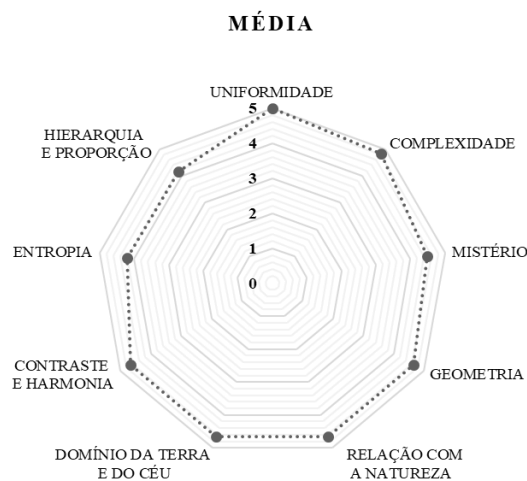 MÉDIA
UNIFORMIDADE
HIERARQUIA
E PROPORÇÃO
COMPLEXIDADE
5
4
3
2
1
0
ENTROPIA
MISTÉRIO
CONTRASTE
E HARMONIA
GEOMETRIA
DOMÍNIO DA TERRA
E DO CÉU
RELAÇÃO COM
A NATUREZA